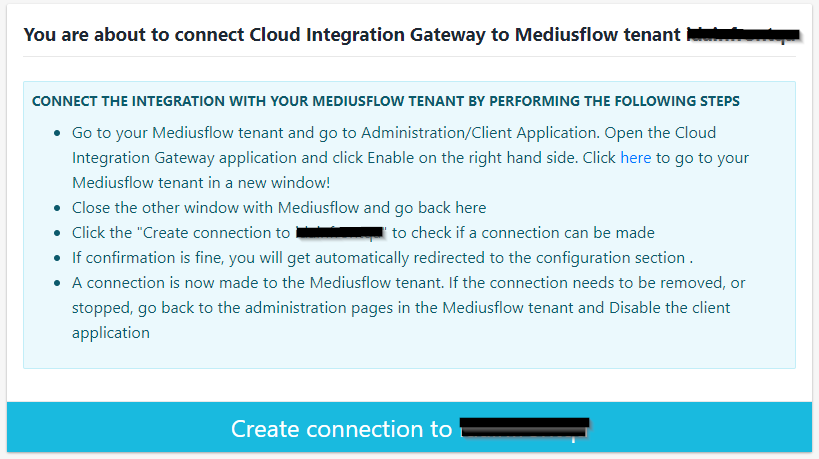 You are about to connect Cloud Integration Gateway to Mediusflow tenant
CONNECT THE INTEGRATION WITH YOUR MEDIUSFLOW TENANT BY PERFORMING THE FOLLOWING STEPS
• Go to your Mediusflow tenant and go to Administration/Client Application. Open the Cloud
Integration Gateway application and click Enable on the right hand side. Click here to go to your
Mediusflow tenant in a new window!
• Close the other window with Mediusflow and go back here
• Click the "Create connection to " to check if a connection can be made
• If confirmation is fine, you will get automatically redirected to the configuration section .
• A connection is now made to the Mediusflow tenant. If the connection needs to be removed, or
stopped, go back to the administration pages in the Mediusflow tenant and Disable the client
application
Create connection to